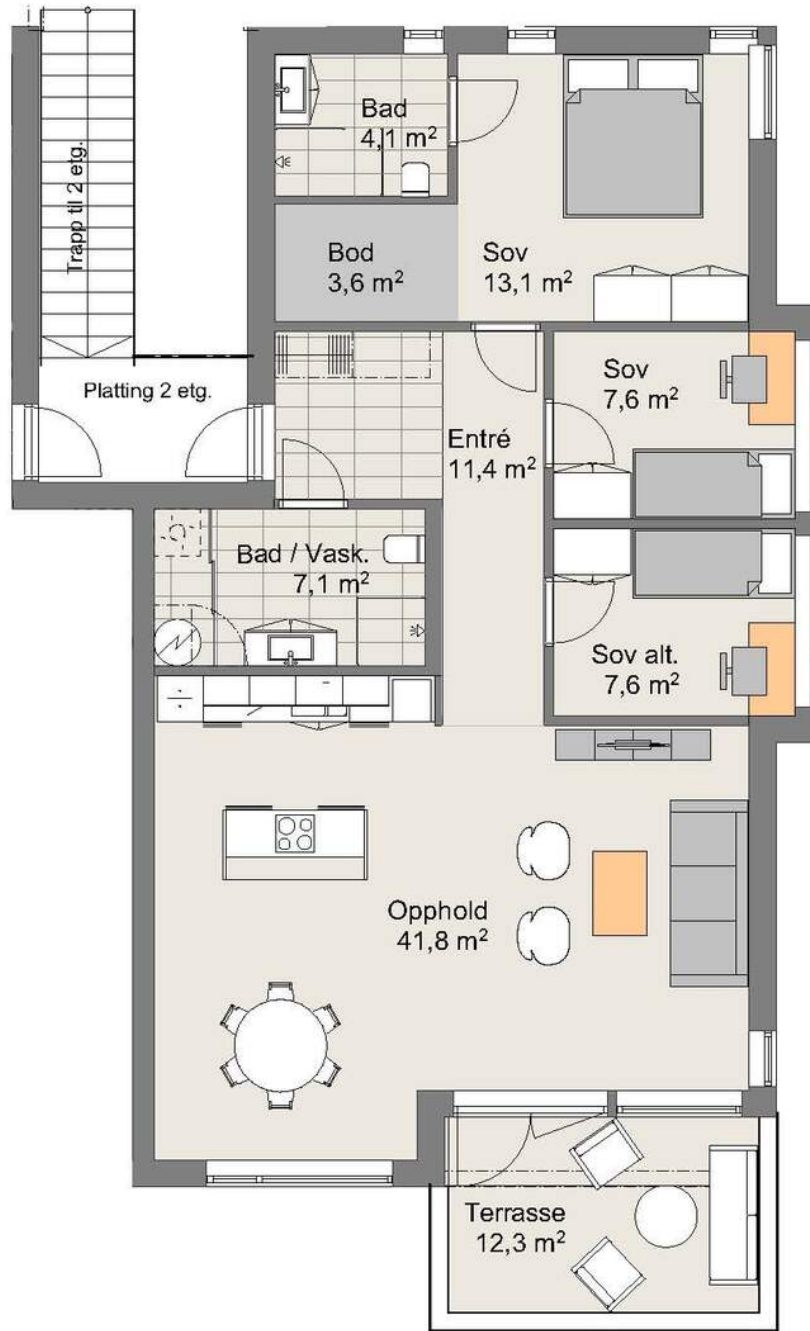 Bad
4,1 m²
Trapp til 2 etg.
Bod
3,6 m²
Sov
13,1 m²
Platting 2 etg.
Sov
7,6 m²
Entré
11,4 m²
Bad / Vask.
7,1 m²
Sov alt.
7,6 m²
Opphold
41,8 m²
Terrasse
12,3 m²